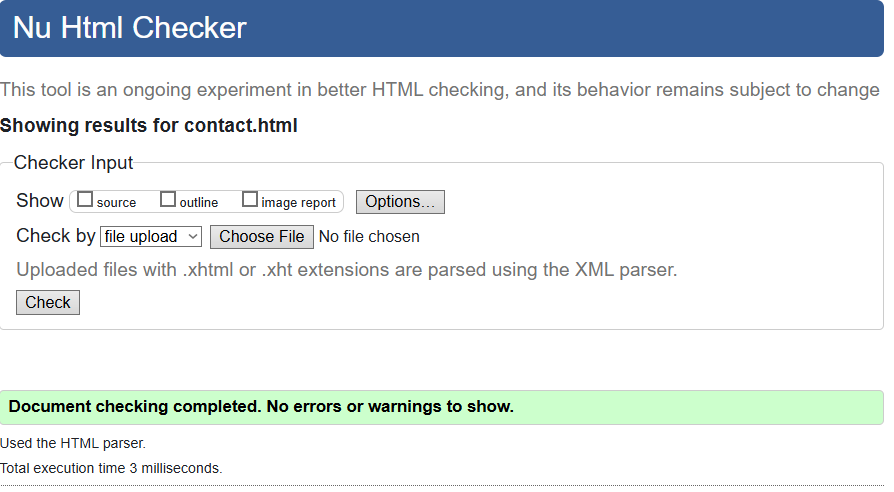 Nu Html Checker
This tool is an ongoing experiment in better HTML checking, and its behavior remains subject to change
Showing results for contact.html
Checker Input
Show source outline image report Options...
Check by file upload Choose File No file chosen
Uploaded files with .xhtml or .xht extensions are parsed using the XML parser.
Check
Document checking completed. No errors or warnings to show.
Used the HTML parser.
Total execution time 3 milliseconds.